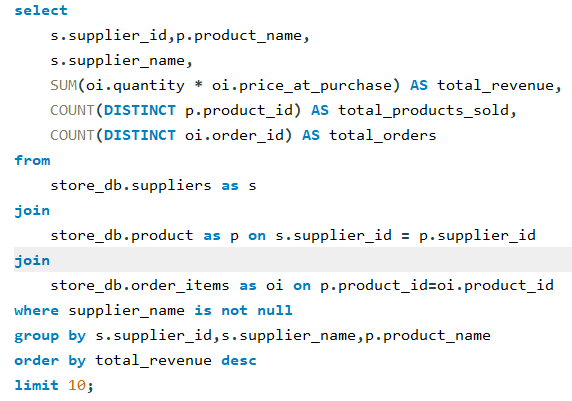 select
s.supplier_id,p.product_name,
s.supplier_name,
SUM(oi.quantity * oi.price_at_purchase) AS total_revenue,
COUNT(DISTINCT p.product_id) AS total_products_sold,
COUNT(DISTINCT oi.order_id) AS total_orders
from
store_db.suppliers as s
join
store_db.product as p on s.supplier_id = p.supplier_id
join
store_db.order_items as oi on p.product_id=oi.product_id
where supplier_name is not null
group by s.supplier_id,s.supplier_name,p.product_name
order by total_revenue desc
limit 10;